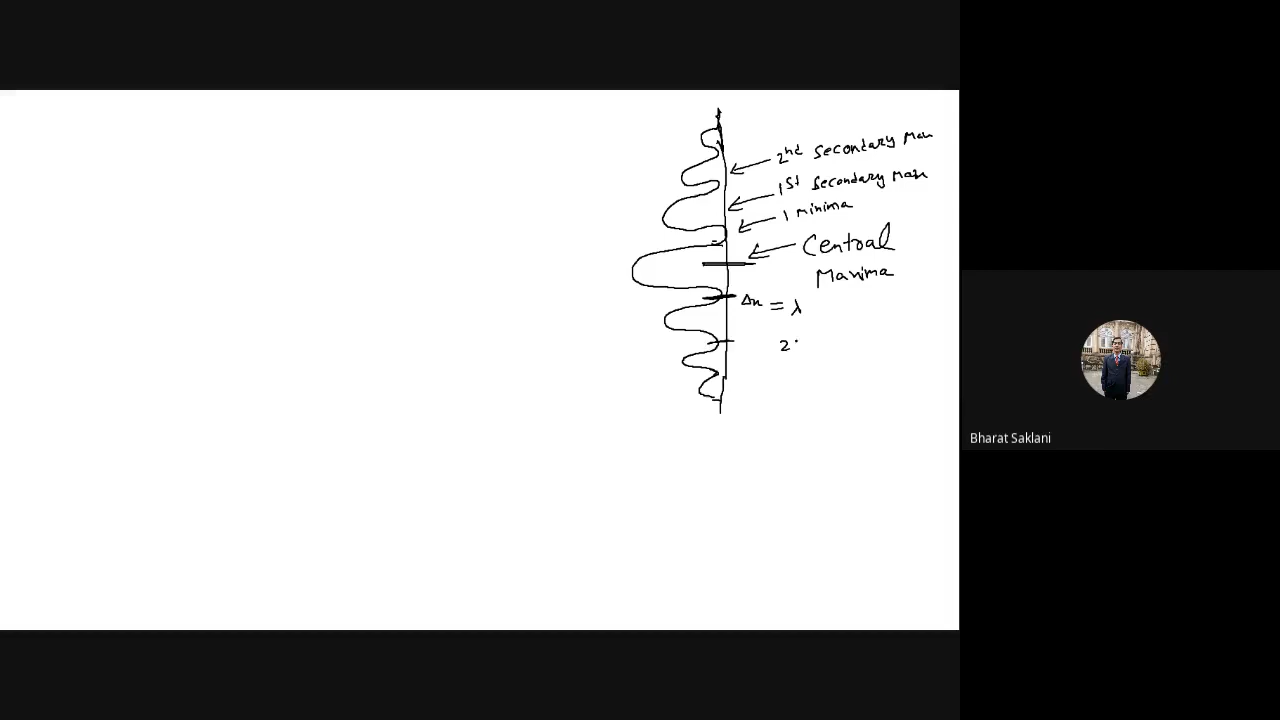 2nd secondary max
1st secondary max
1 minima
Central
Maxima
Δx = λ
2
Bharat Saklani